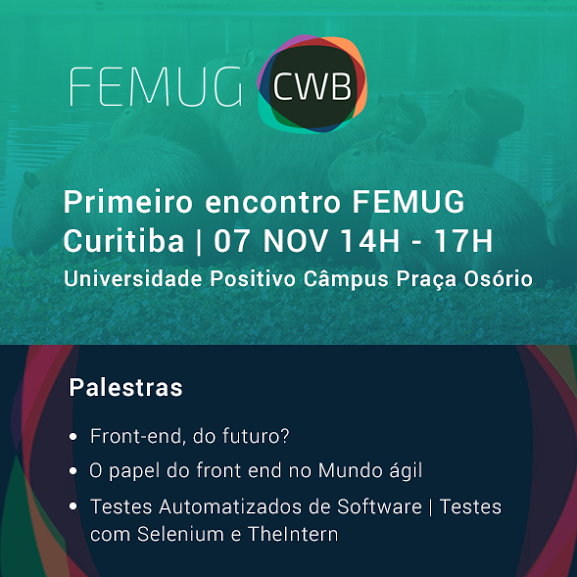 FEMUG CWB
Primeiro encontro FEMUG
Curitiba | 07 NOV 14H - 17H
Universidade Positivo Câmpus Praça Osório
Palestras
• Front-end, do futuro?
• O papel do front end no Mundo ágil
• Testes Automatizados de Software | Testes
com Selenium e TheIntern